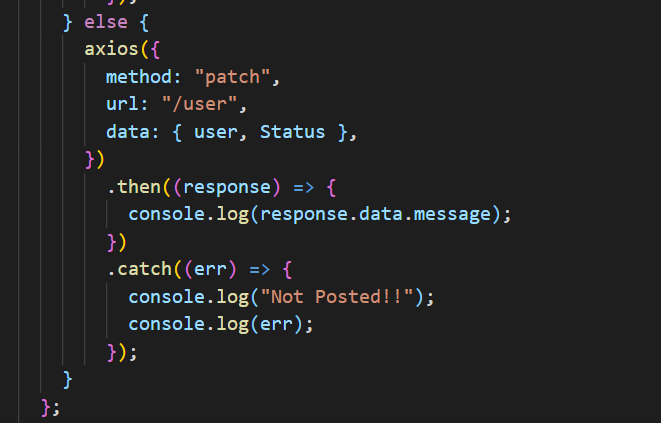 });
} else {
axios({
method: "patch",
url: "/user",
data: { user, Status },
})
.then((response) => {
console.log(response.data.message);
})
.catch((err) => {
console.log("Not Posted!!");
console.log(err);
});
}
};